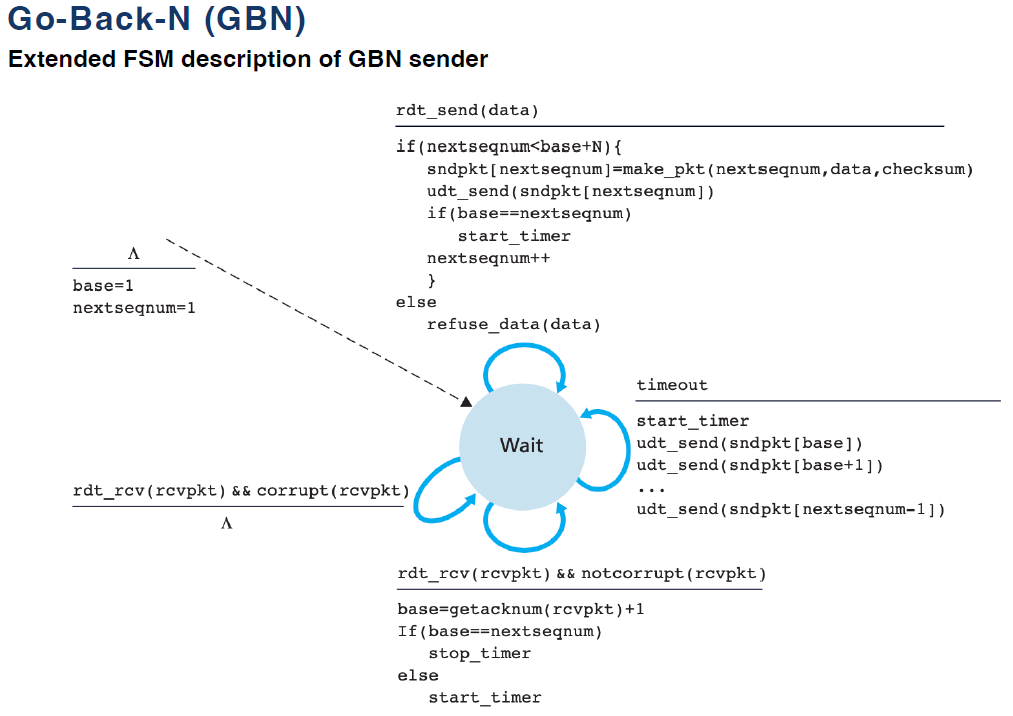 Go-Back-N (GBN)
Extended FSM description of GBN sender
rdt_send(data)
if(nextseqnum<base+N){
sndpkt[nextseqnum]=make_pkt(nextseqnum,data,checksum)
udt_send(sndpkt[nextseqnum])
if(base==nextseqnum)
start_timer
nextseqnum++
}
else
refuse_data(data)
Λ
base=1
nextseqnum=1
Wait
timeout
start_timer
udt_send(sndpkt[base])
udt_send(sndpkt[base+1])
...
udt_send(sndpkt[nextseqnum-1])
rdt_rcv(rcvpkt) && corrupt(rcvpkt)
Λ
rdt_rcv(rcvpkt) && notcorrupt(rcvpkt)
base=getacknum(rcvpkt)+1
If(base==nextseqnum)
stop_timer
else
start_timer